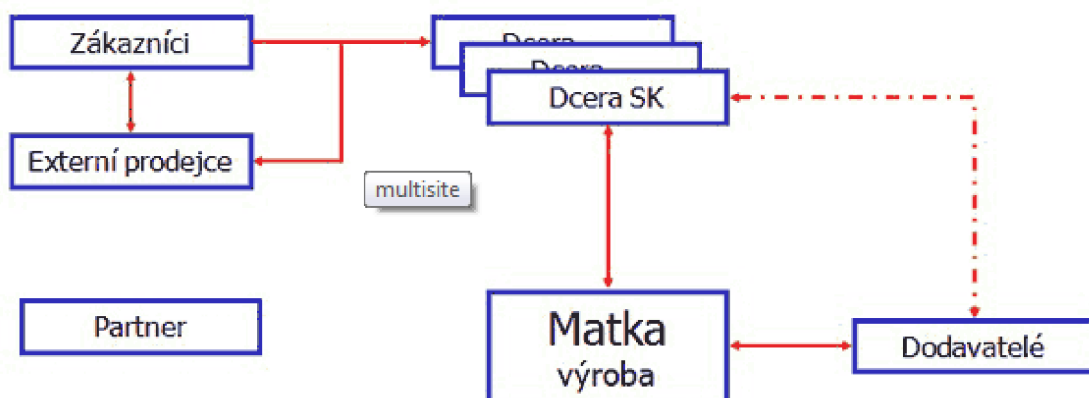 Zákazníci
Dcera
Dcera
Dcera SK
Externí prodejce
multisite
Partner
Matka
výroba
Dodavatelé